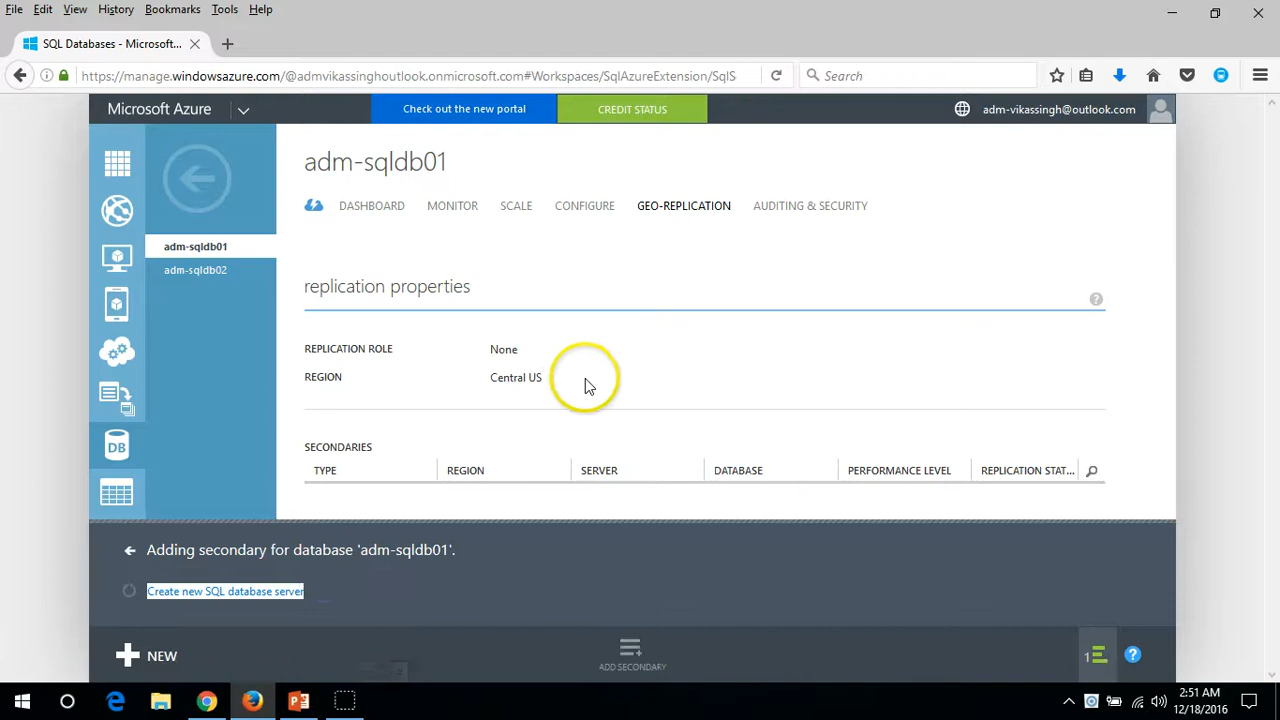 File Edit View History Bookmarks Tools Help
SQL Databases - Microsoft...
https://manage.windowsazure.com/@admvikassinghoutlook.onmicrosoft.com#Workspaces/SqlAzureExtension/SqlS
Search
Microsoft Azure
Check out the new portal
CREDIT STATUS
adm-vikassingh@outlook.com
adm-sqldb01
DASHBOARD MONITOR SCALE CONFIGURE GEO-REPLICATION AUDITING & SECURITY
adm-sqldb01
adm-sqldb02
replication properties
?
REPLICATION ROLE None
REGION Central US
DB
SECONDARIES
TYPE REGION SERVER DATABASE PERFORMANCE LEVEL REPLICATION STAT...
Adding secondary for database 'adm-sqldb01'.
Create new SQL database server
NEW
ADD SECONDARY
1
?
2:51 AM
12/18/2016